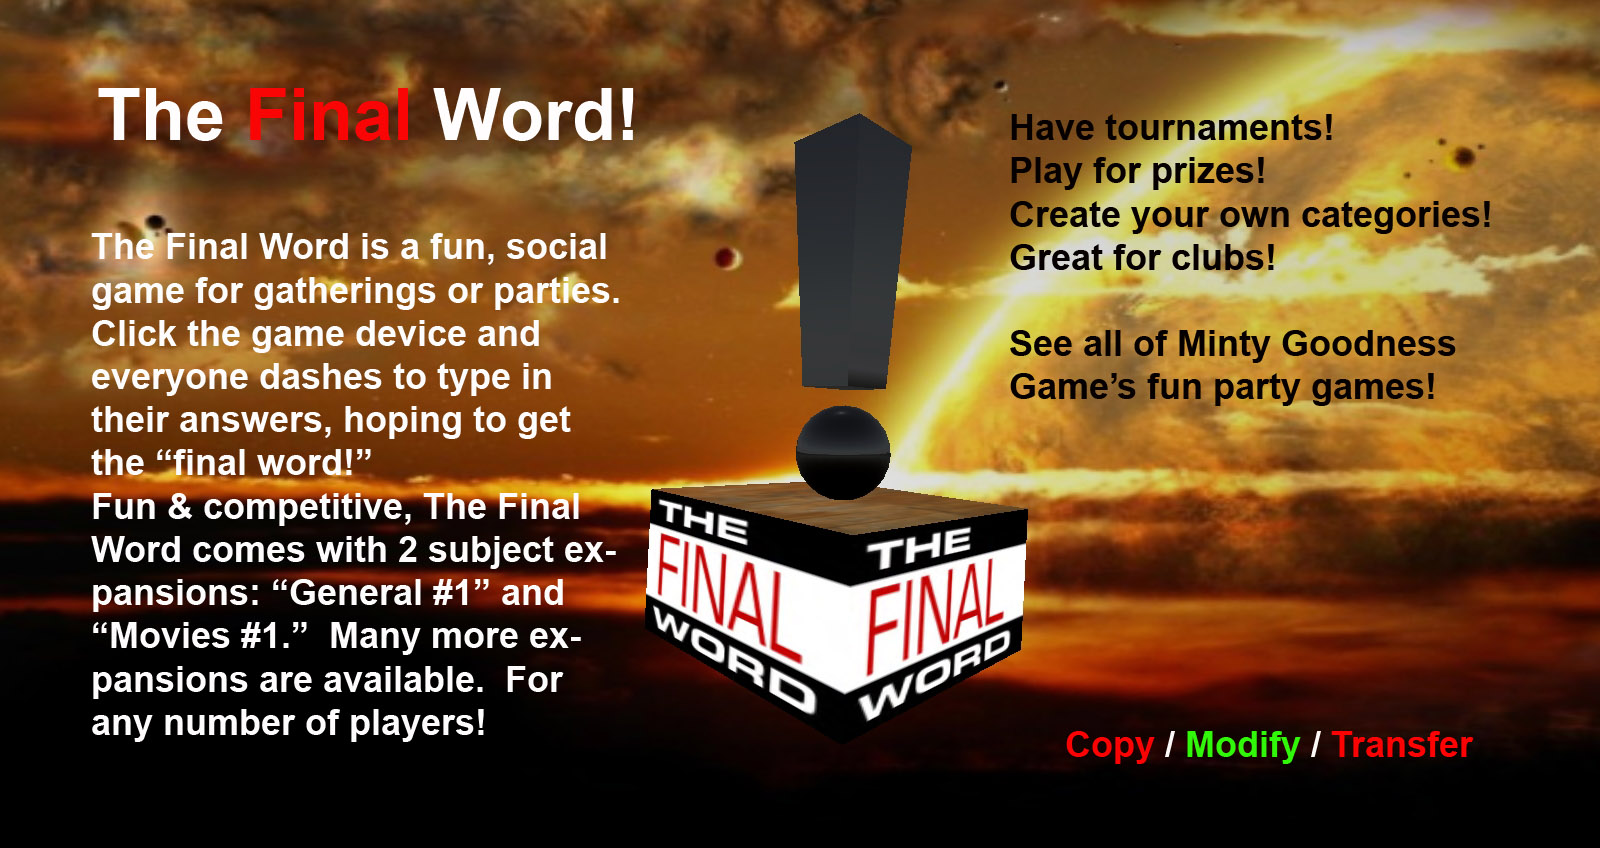 The Final Word!
The Final Word is a fun, social
game for gatherings or parties.
Click the game device and
everyone dashes to type in
their answers, hoping to get
the “final word!”
Fun & competitive, The Final
Word comes with 2 subject ex-
pansions: “General #1” and
“Movies #1.”  Many more ex-
pansions are available.  For
any number of players!
THE
FINAL
WORD
THE
FINAL
WORD
Have tournaments!
Play for prizes!
Create your own categories!
Great for clubs!
See all of Minty Goodness
Game’s fun party games!
Copy / Modify / Transfer